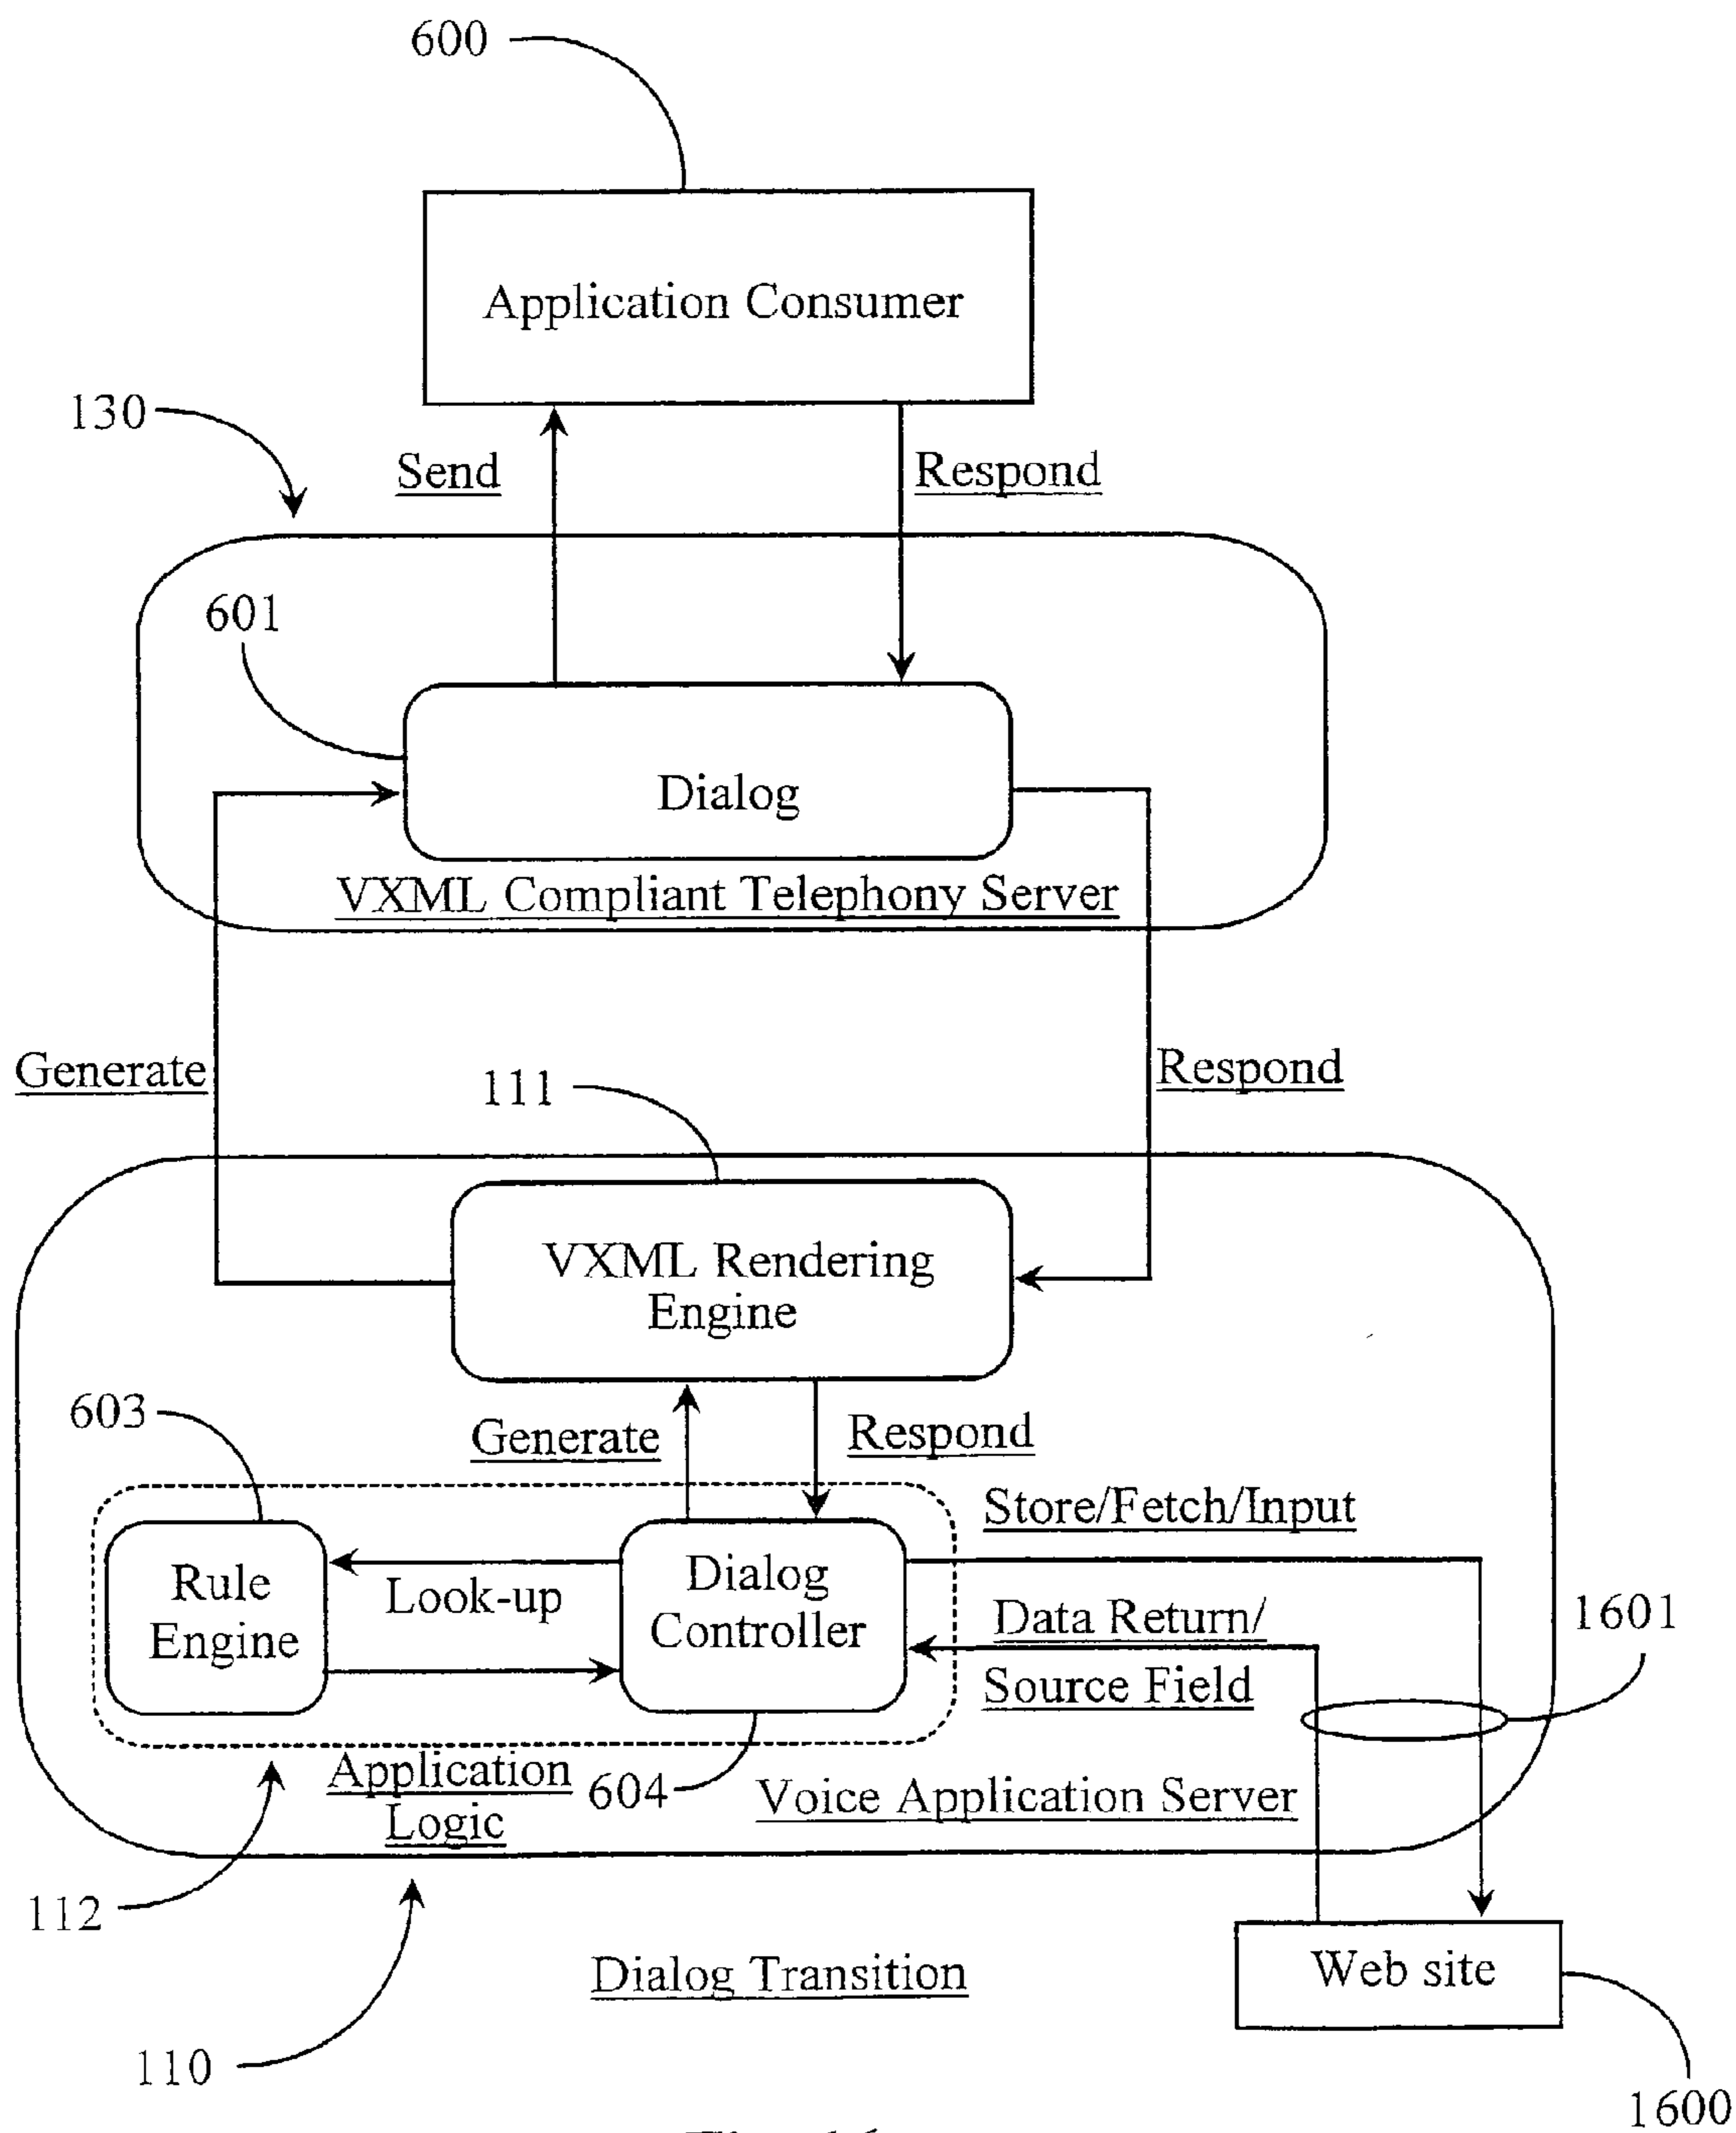 600
Application Consumer
130
Send
Respond
601
Dialog
VXML Compliant Telephony Server
Generate
Respond
111
VXML Rendering
Engine
603
Generate
Respond
Store/Fetch/Input
Rule
Engine
Look-up
Dialog
Controller
Data Return/
Source Field
1601
Application
Logic
604
Voice Application Server
112
Dialog Transition
Web site
110
1600